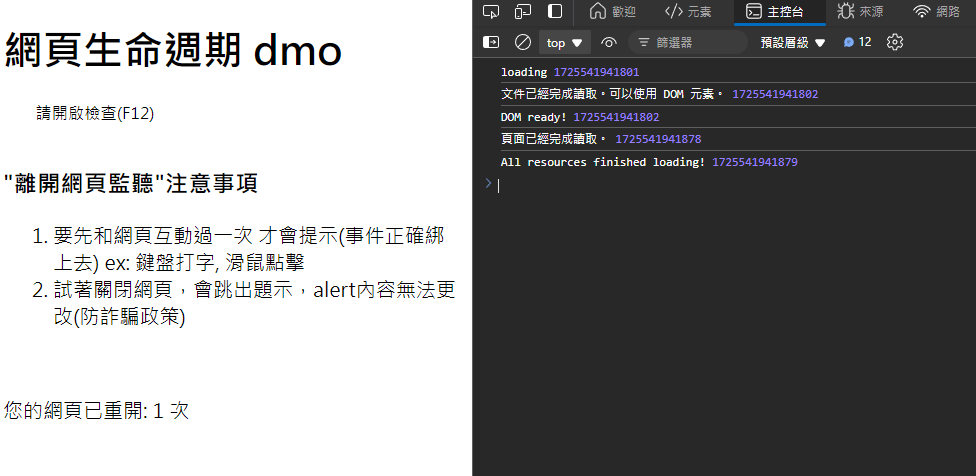 網頁生命週期 dmo
請開啟檢查(F12)
"離開網頁監聽"注意事項
1. 要先和網頁互動過一次 才會提示(事件正確綁
上去) ex: 鍵盤打字, 滑鼠點擊
2. 試著關閉網頁，會跳出題示，alert內容無法更
改(防詐騙政策)
您的網頁已重開: 1 次
歡迎 元素 主控台 來源 網路
top 篩選器 預設層級 12
loading 1725541941801
文件已經完成讀取。可以使用 DOM 元素。 1725541941802
DOM ready! 1725541941802
頁面已經完成讀取。 1725541941878
All resources finished loading! 1725541941879